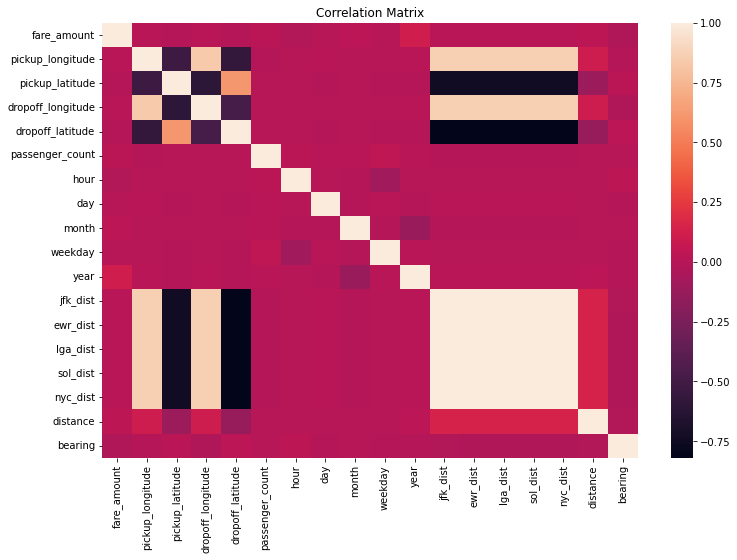 Correlation Matrix
fare_amount
pickup_longitude
pickup_latitude
dropoff_longitude
dropoff_latitude
passenger_count
hour
day
month
weekday
year
jfk_dist
ewr_dist
lga_dist
sol_dist
nyc_dist
distance
bearing
fare_amount
pickup_longitude
pickup_latitude
dropoff_longitude
dropoff_latitude
passenger_count
hour
day
month
weekday
year
jfk_dist
ewr_dist
lga_dist
sol_dist
nyc_dist
distance
bearing
1.00
0.75
0.50
0.25
0.00
−0.25
−0.50
−0.75